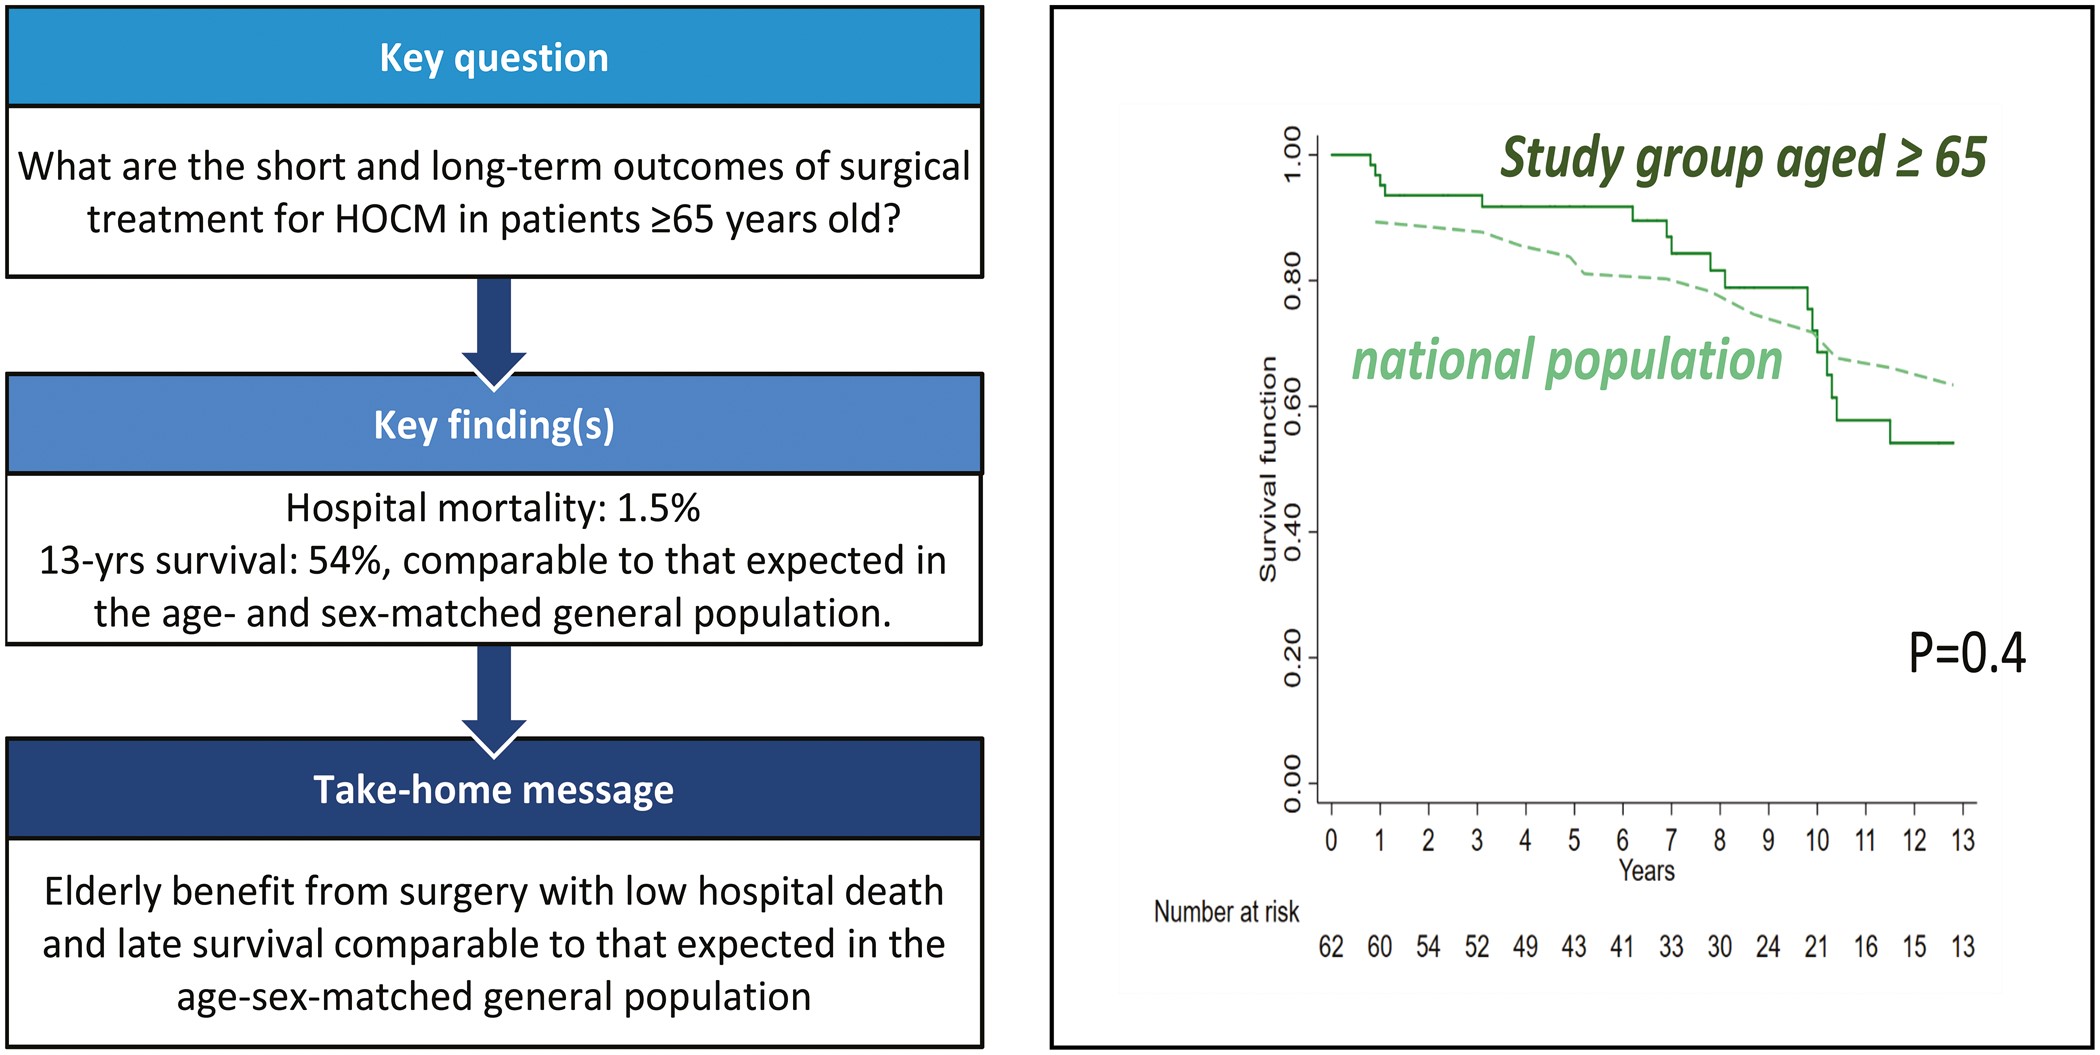 Key question
What are the short and long-term outcomes of surgical
treatment for HOCM in patients ≥65 years old?
Key finding(s)
Hospital mortality: 1.5%
13-yrs survival: 54%, comparable to that expected in
the age- and sex-matched general population.
Take-home message
Elderly benefit from surgery with low hospital death
and late survival comparable to that expected in the
age-sex-matched general population
Study group aged ≥ 65
national population
P=0.4
Survival function
1.00
0.80
0.60
0.40
0.20
0.00
0 1 2 3 4 5 6 7 8 9 10 11 12 13
Years
Number at risk
62 60 54 52 49 43 41 33 30 24 21 16 15 13